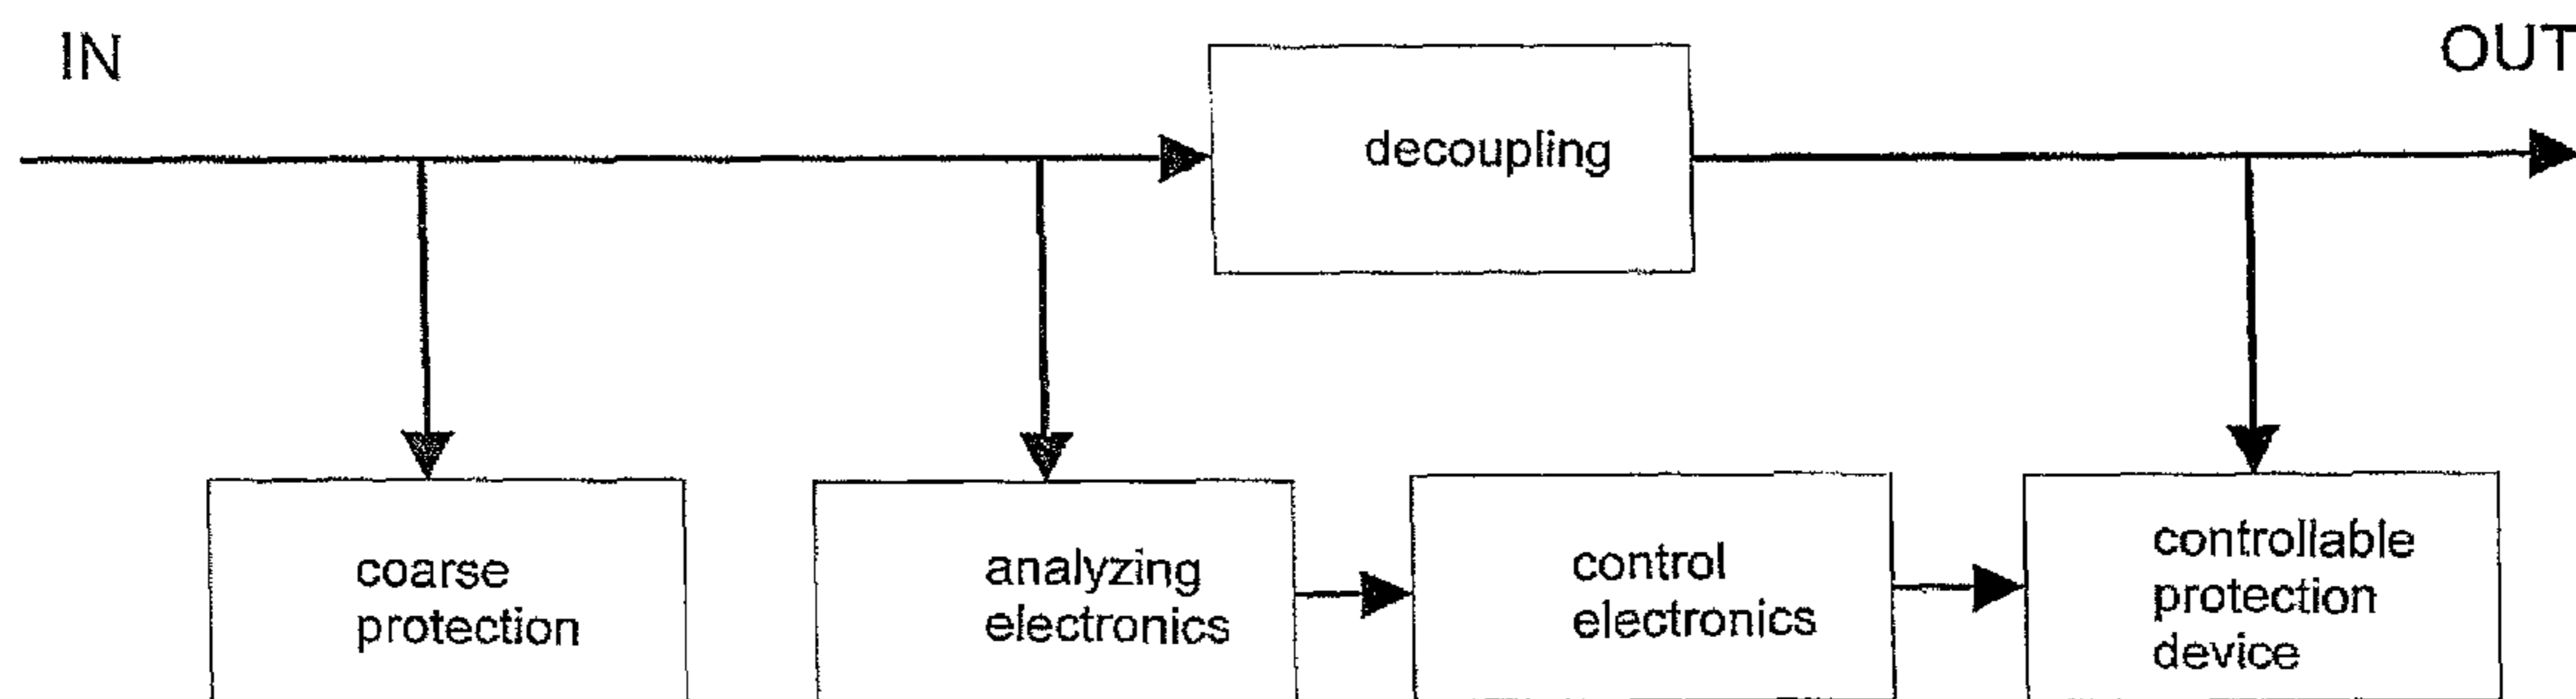 IN
OUT
decoupling
coarse
protection
analyzing
electronics
control
electronics
controllable
protection
device